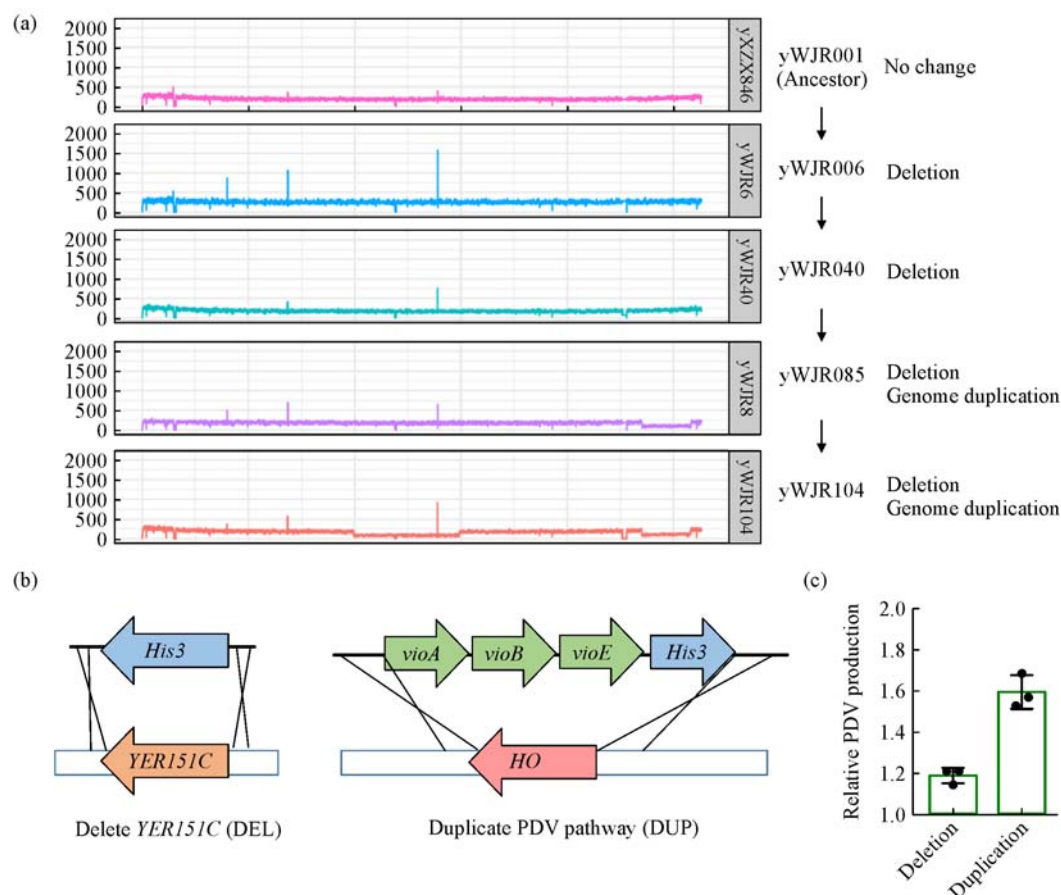 (a)
2000
1500
1000
500
0
yXZX846
yWJR001
(Ancestor)
No change
2000
1500
1000
500
0
yWJR6
yWJR006
Deletion
2000
1500
1000
500
0
yWJR40
yWJR040
Deletion
2000
1500
1000
500
0
yWJR8
yWJR085
Deletion
Genome duplication
2000
1500
1000
500
0
yWJR104
yWJR104
Deletion
Genome duplication
(b)
His3
YER151C
Delete YER151C (DEL)
vioA vioB vioE His3
HO
Duplicate PDV pathway (DUP)
(c)
Relative PDV production
2.0
1.8
1.6
1.4
1.2
1.0
Deletion
Duplication